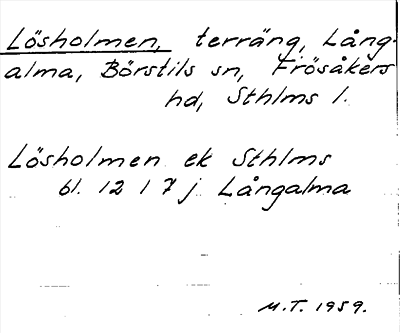 Lösholmen, terräng, Lång-
alma, Börstils sn, Frösåkers
hd, Sthlms l.
Lösholmen ek Sthlms
bl. 12 I 7 j Långalma
M.T. 1959.